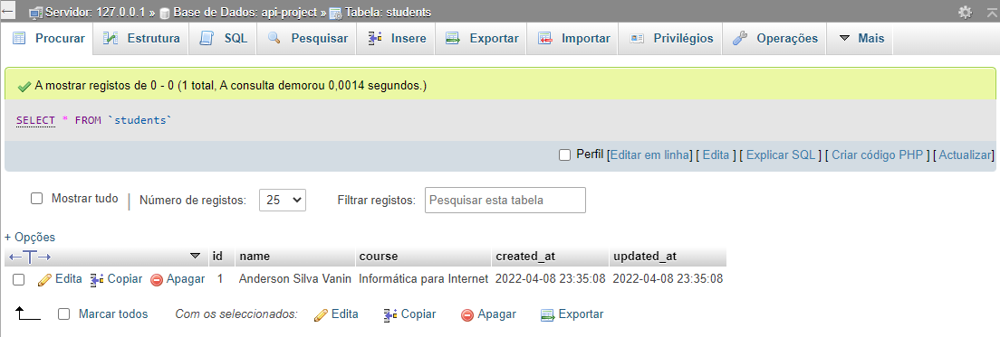 Servidor: 127.0.0.1 » Base de Dados: api-project » Tabela: students
Procurar Estrutura SQL Pesquisar Insere Exportar Importar Privilégios Operações Mais
A mostrar registos de 0 - 0 (1 total, A consulta demorou 0,0014 segundos.)
SELECT * FROM `students`
Perfil [Editar em linha] [ Edita ] [ Explicar SQL ] [ Criar código PHP ] [ Actualizar]
Mostrar tudo | Número de registos: 25 Filtrar registos: Pesquisar esta tabela
+ Opções
←T→ id name course created_at updated_at
Edita Copiar Apagar 1 Anderson Silva Vanin Informática para Internet 2022-04-08 23:35:08 2022-04-08 23:35:08
Marcar todos Com os seleccionados: Edita Copiar Apagar Exportar